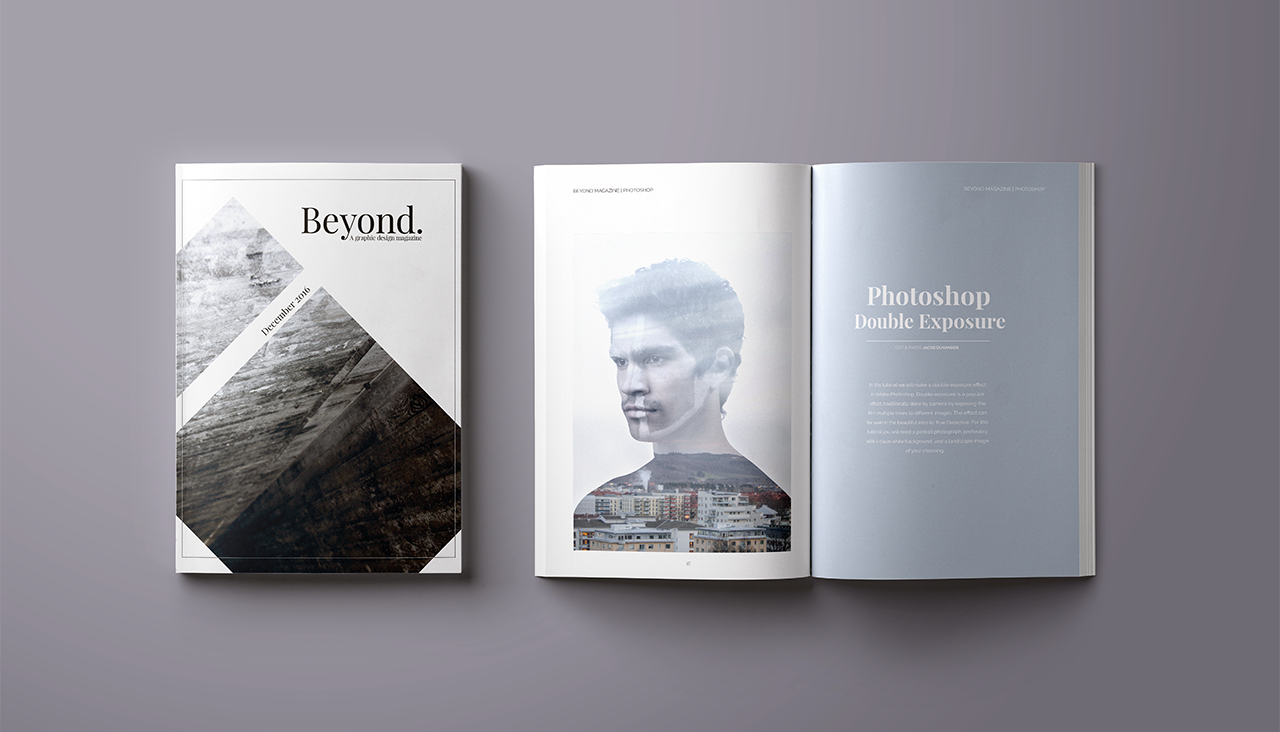 Beyond.
A graphic design magazine
December 2016
BEYOND MAGAZINE | PHOTOSHOP
BEYOND MAGAZINE | PHOTOSHOP
Photoshop
Double Exposure
In this tutorial we will make a double exposure effect
in Adobe Photoshop. Double exposure is a popular
effect traditionally done by camera by exposing the
film multiple times to different images. The effect can
be seen in the beautiful intro to True Detective. For this
tutorial you will need a portrait photograph, preferably
with a clean white background, and a landscape image
of your choosing.